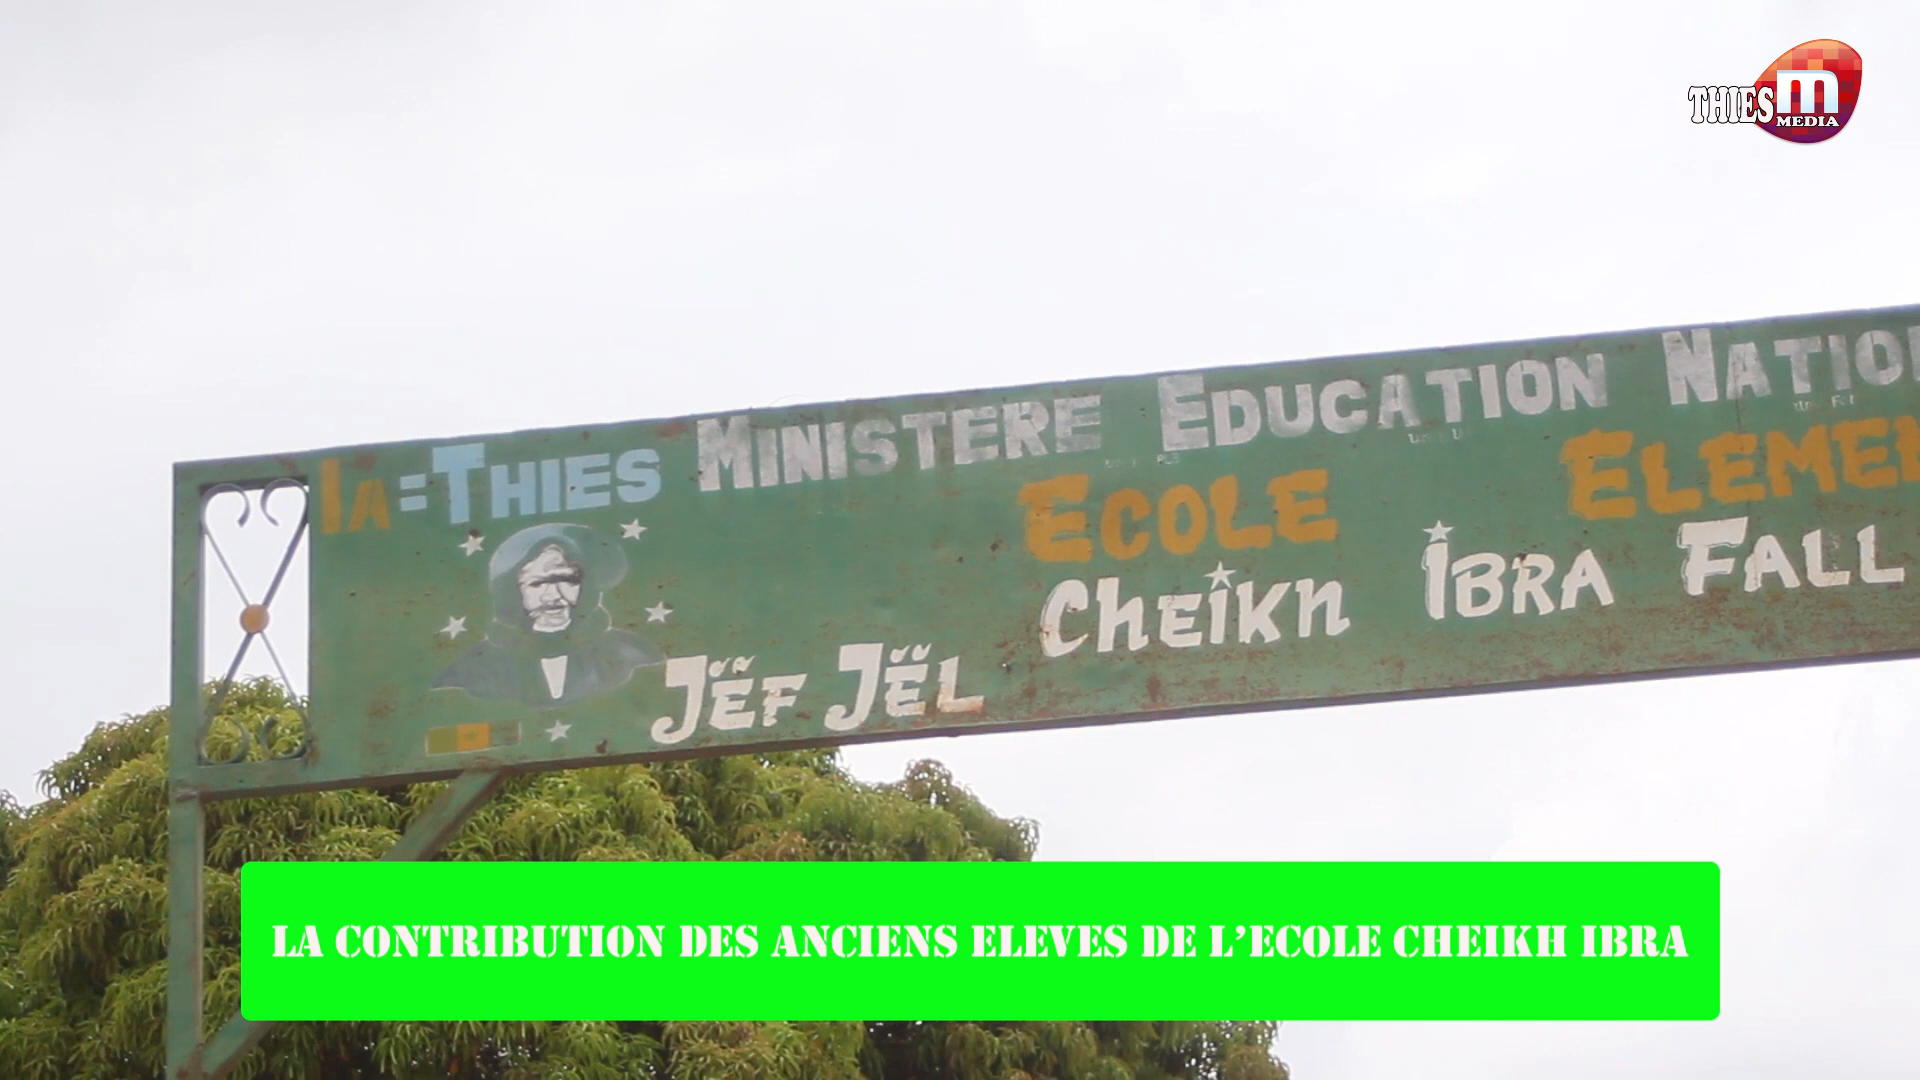 THIES m
MEDIA
IA=THIES MINISTERE EDUCATION NATIO
ECOLE ELEME
CHEIKH IBRA FALL
JËF JËL
LA CONTRIBUTION DES ANCIENS ELEVES DE L'ECOLE CHEIKH IBRA